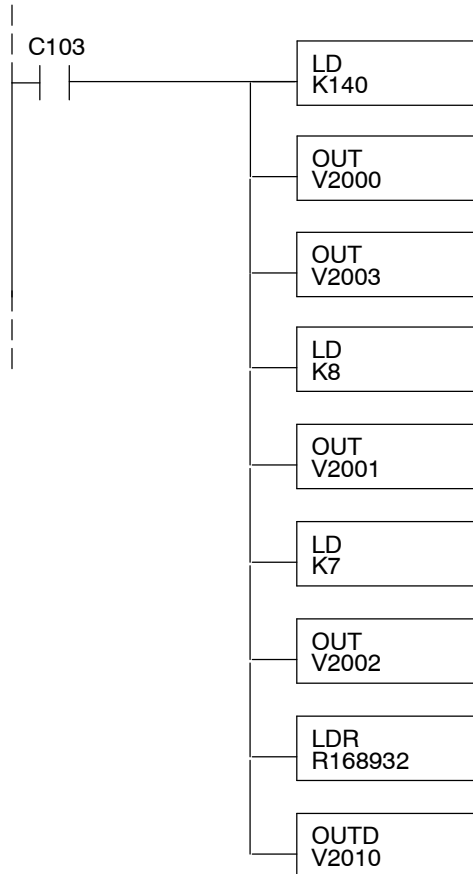 C103
LD
K140
OUT
V2000
OUT
V2003
LD
K8
OUT
V2001
LD
K7
OUT
V2002
LDR
R168932
OUTD
V2010